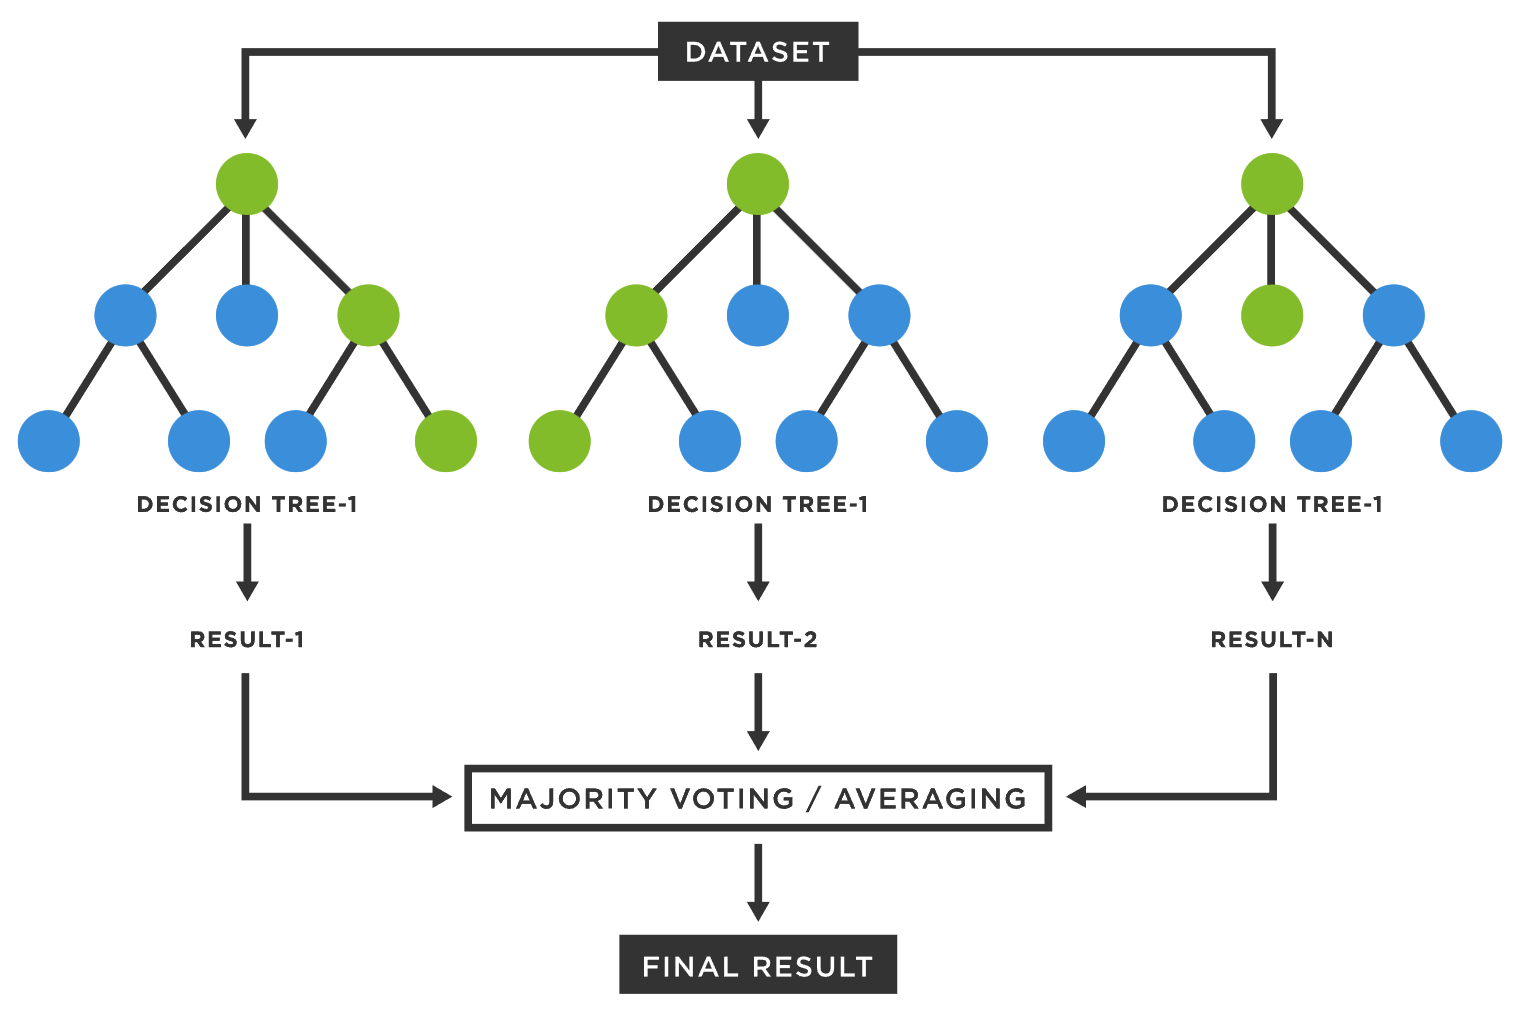 DATASET
DECISION TREE-1
DECISION TREE-1
DECISION TREE-1
RESULT-1
RESULT-2
RESULT-N
MAJORITY VOTING / AVERAGING
FINAL RESULT